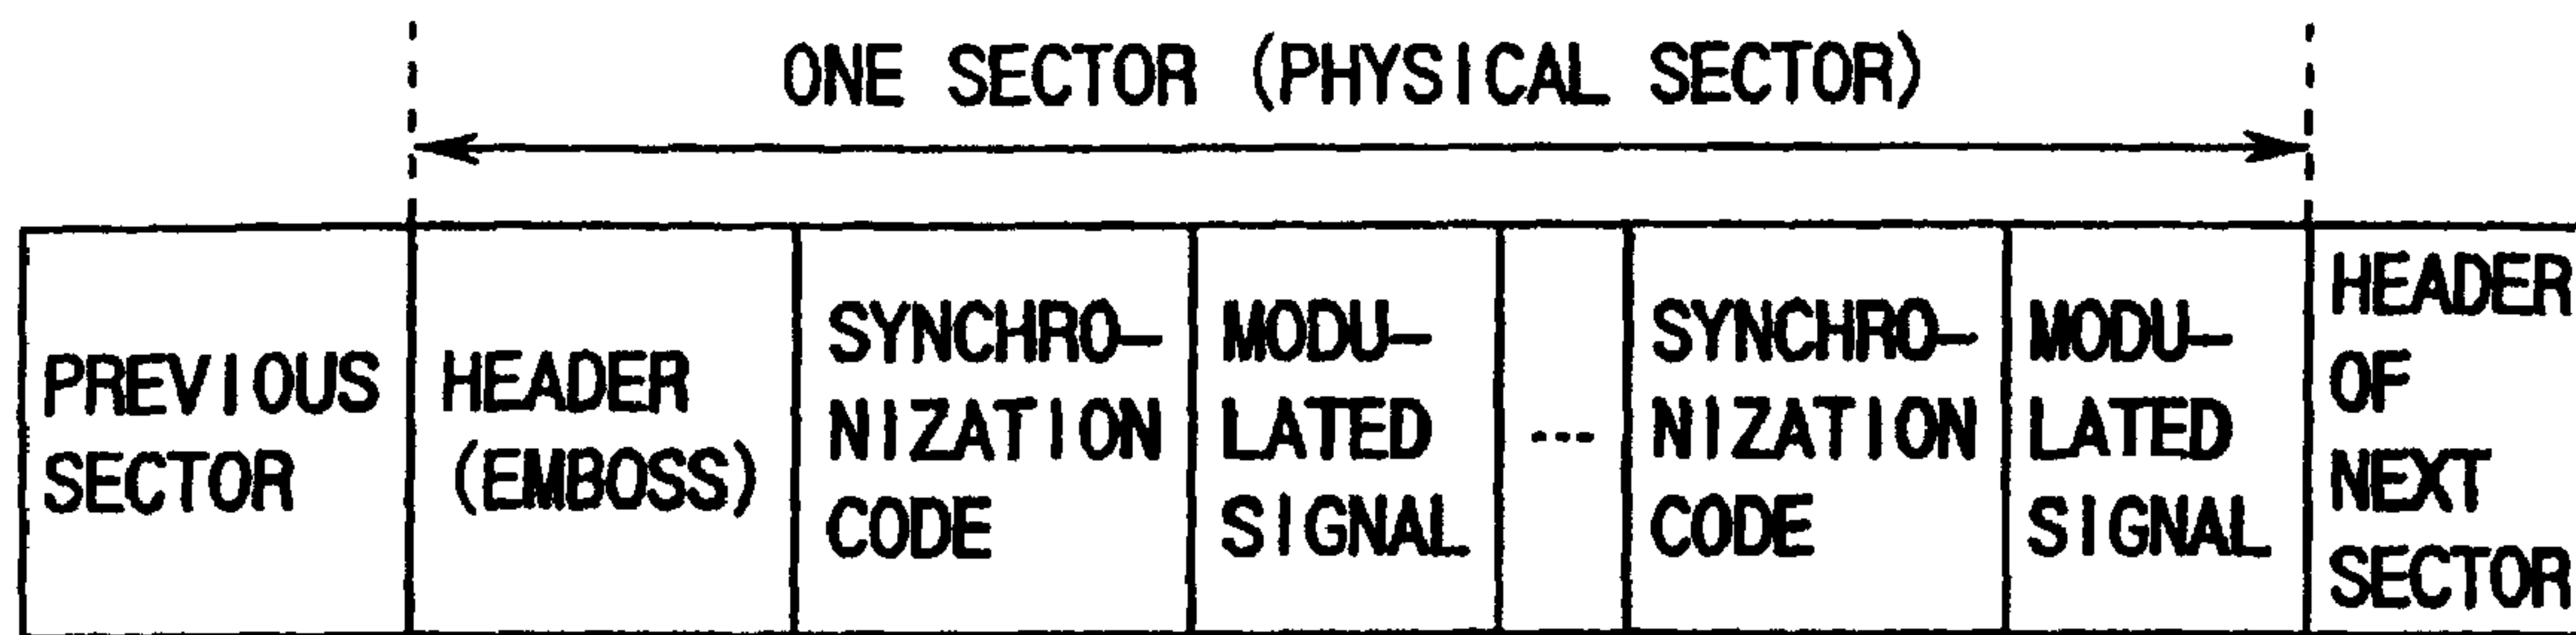 ONE SECTOR (PHYSICAL SECTOR)
PREVIOUS
SECTOR
HEADER
(EMBOSS)
SYNCHRO–
NIZATION
CODE
MODU–
LATED
SIGNAL
---
SYNCHRO–
NIZATION
CODE
MODU–
LATED
SIGNAL
HEADER
OF
NEXT
SECTOR